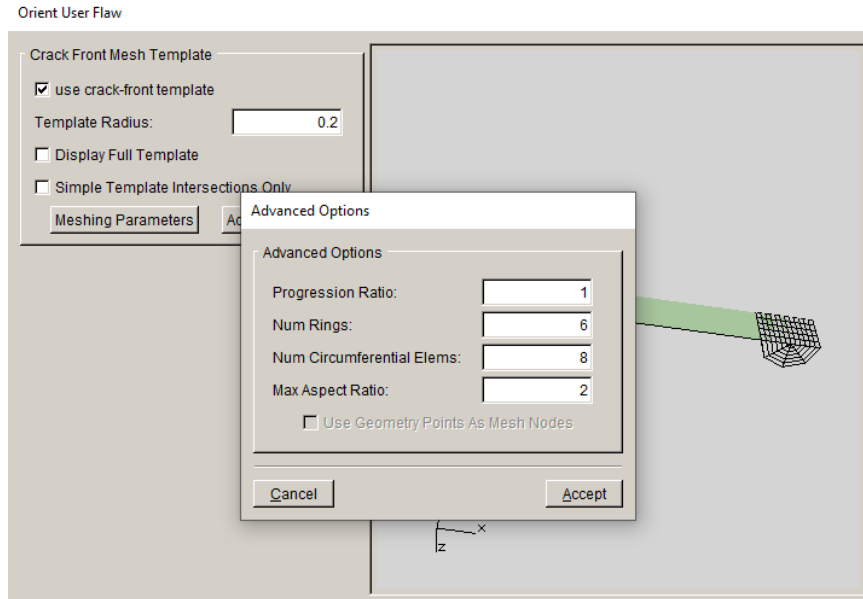 Orient User Flaw
Crack Front Mesh Template
use crack-front template
Template Radius: 0.2
Display Full Template
Simple Template Intersections Only
Meshing Parameters
Advanced Options
Advanced Options
Progression Ratio: 1
Num Rings: 6
Num Circumferential Elems: 8
Max Aspect Ratio: 2
Use Geometry Points As Mesh Nodes
Cancel Accept
x
z